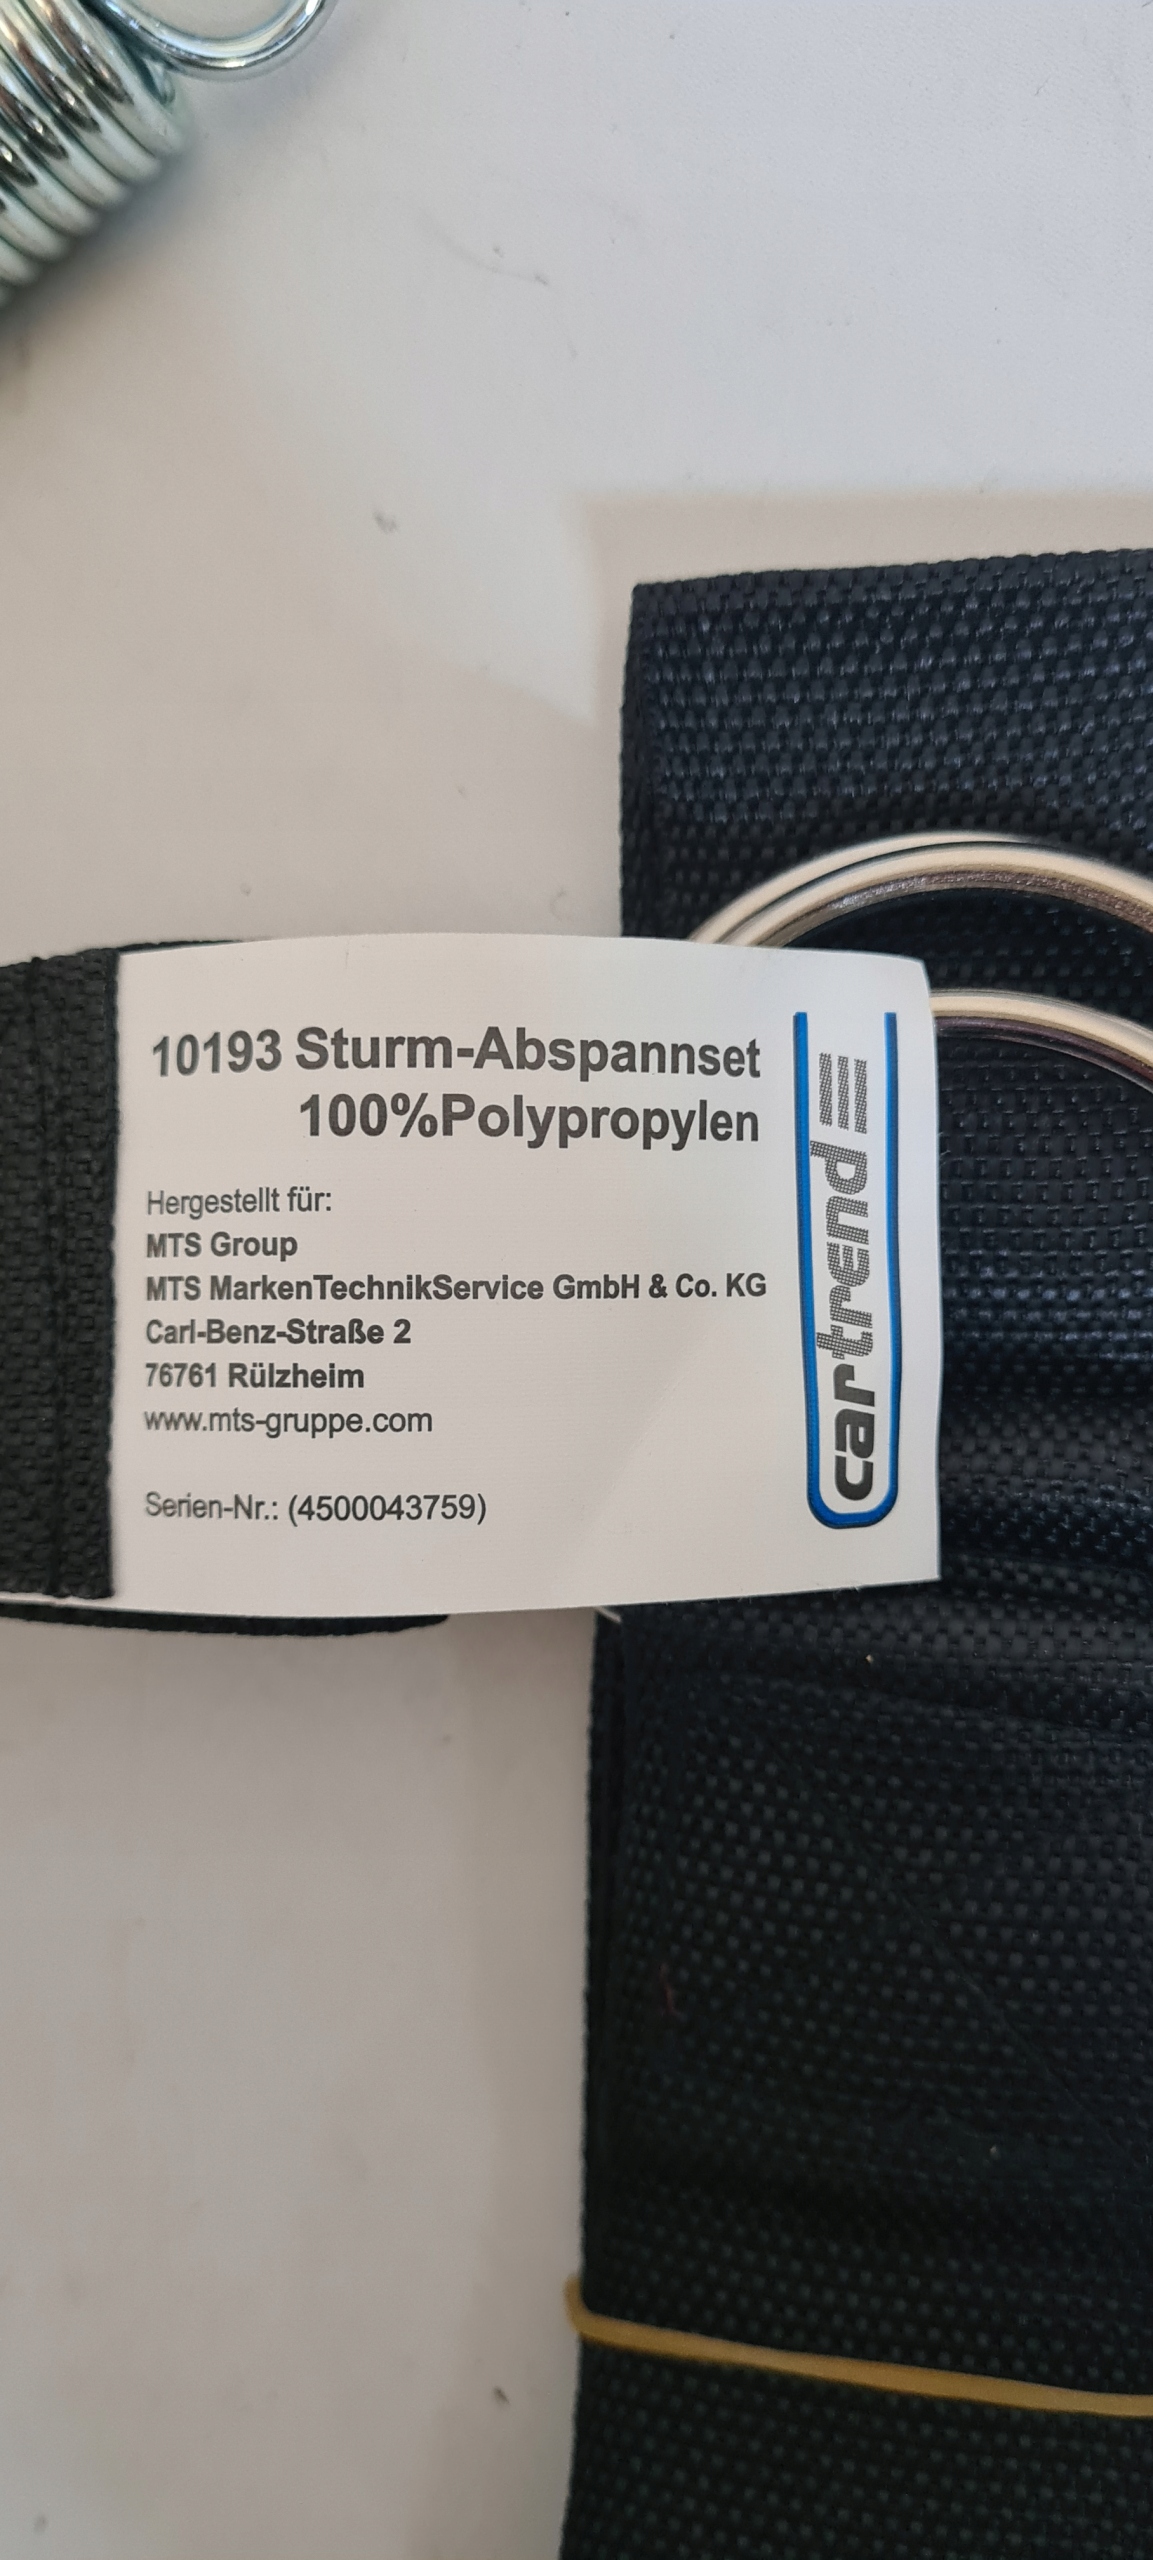 10193 Sturm-Abspannset
100%Polypropylen
Hergestellt für:
MTS Group
MTS MarkenTechnikService GmbH & Co. KG
Carl-Benz-Straße 2
76761 Rülzheim
www.mts-gruppe.com
Serien-Nr.: (4500043759)
cartrend